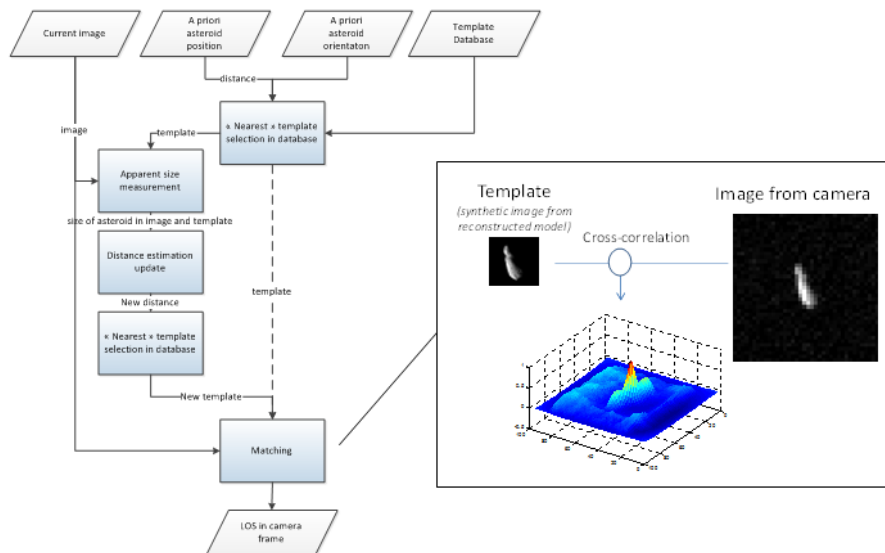 Current image
A priori
asteroid
position
A priori
asteroid
orientaton
Template
Database
distance
image
template
« Nearest » template
selection in database
Apparent size
measurement
size of asteroid in image and template
Distance estimation
update
New distance
template
« Nearest » template
selection in database
New template
Matching
LOS in camera
frame
Template
(synthetic image from
reconstructed model)
Image from camera
Cross-correlation